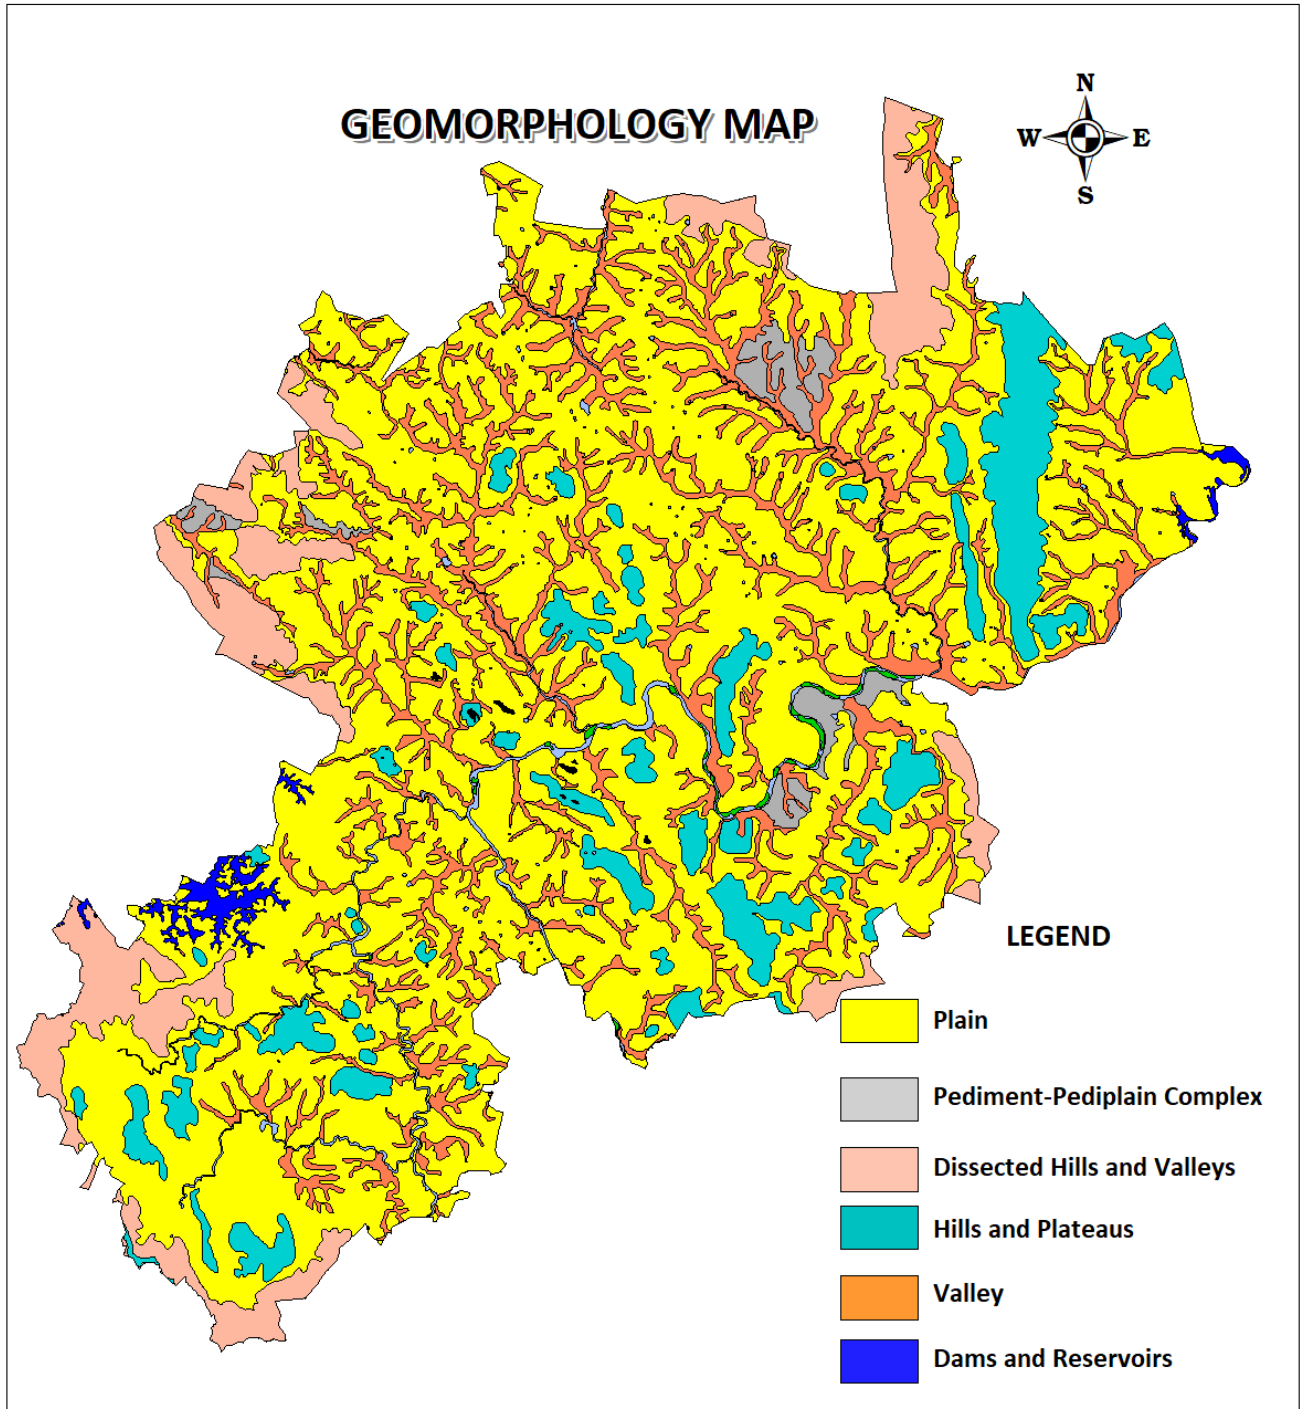 GEOMORPHOLOGY MAP
N
W E
S
LEGEND
Plain
Pediment-Pediplain Complex
Dissected Hills and Valleys
Hills and Plateaus
Valley
Dams and Reservoirs